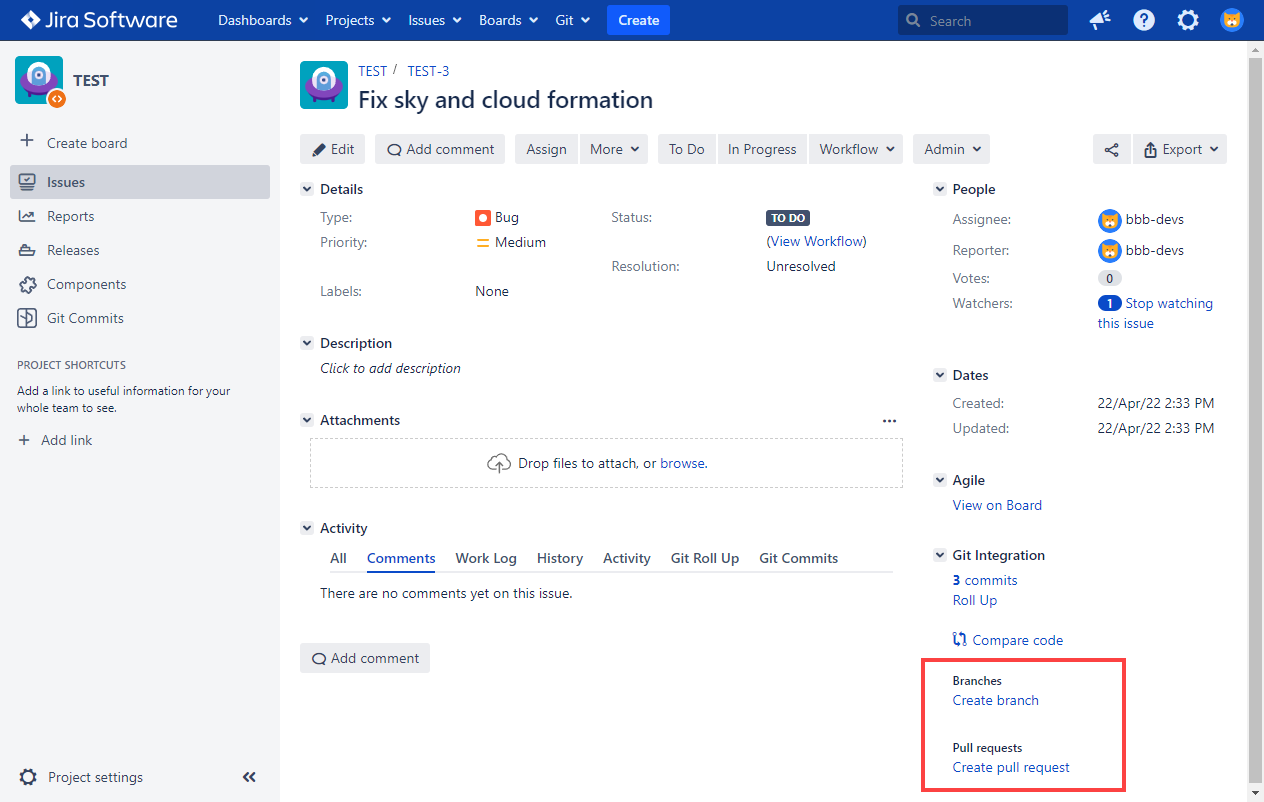 Jira Software
Dashboards Projects Issues Boards Git Create Search
TEST
Create board
Issues
Reports
Releases
Components
Git Commits
PROJECT SHORTCUTS
Add a link to useful information for your
whole team to see.
Add link
Project settings
TEST / TEST-3
Fix sky and cloud formation
Edit Add comment Assign More To Do In Progress Workflow Admin Export
Details
Type: Bug
Priority: Medium
Labels: None
Status: TO DO
(View Workflow)
Resolution: Unresolved
Description
Click to add description
Attachments
Drop files to attach, or browse.
Activity
All Comments Work Log History Activity Git Roll Up Git Commits
There are no comments yet on this issue.
Add comment
People
Assignee: bbb-devs
Reporter: bbb-devs
Votes: 0
Watchers: 1 Stop watching
this issue
Dates
Created: 22/Apr/22 2:33 PM
Updated: 22/Apr/22 2:33 PM
Agile
View on Board
Git Integration
3 commits
Roll Up
Compare code
Branches
Create branch
Pull requests
Create pull request